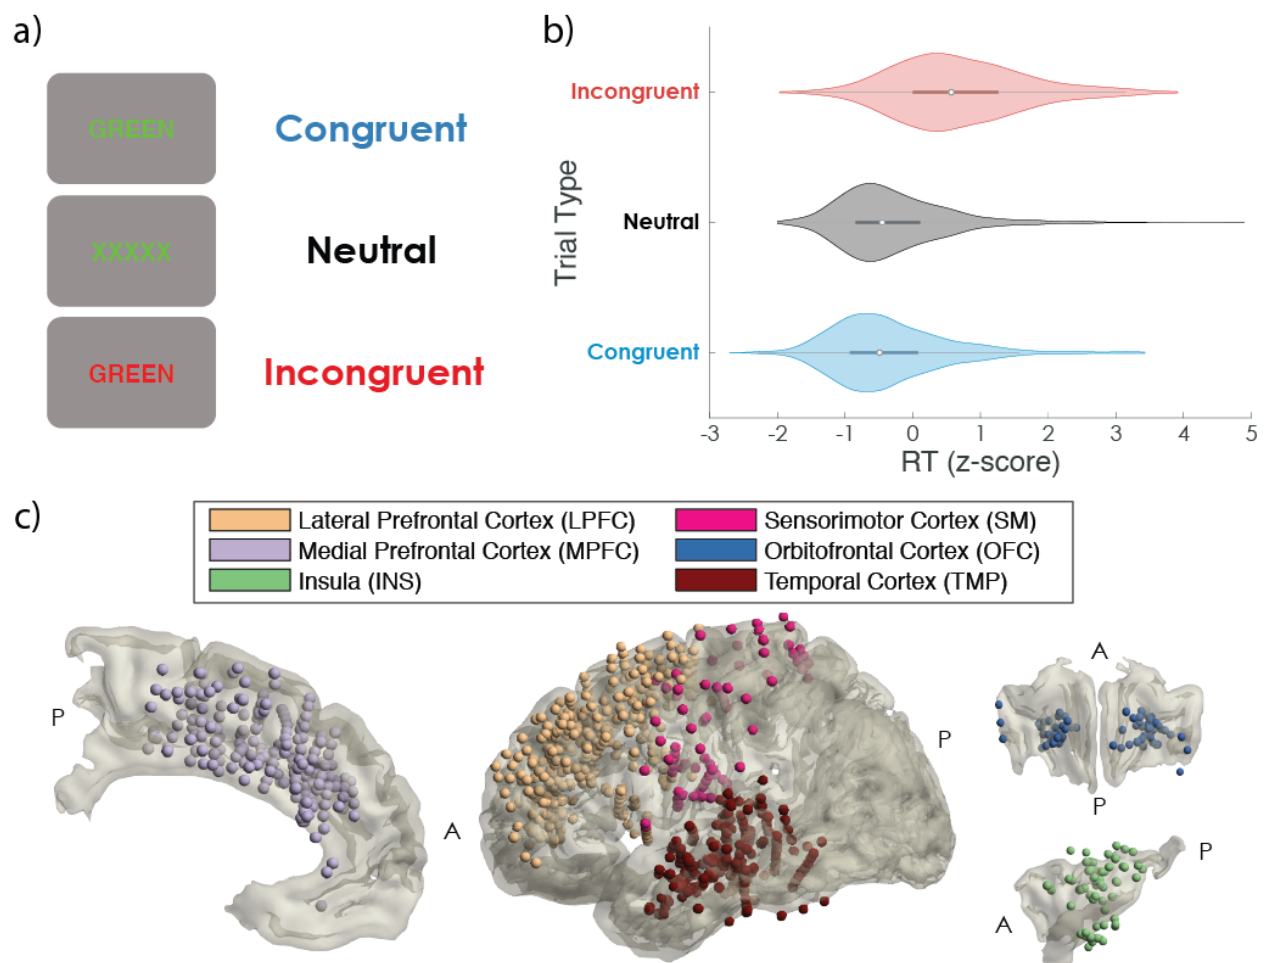 a)
GREEN
Congruent
XXXXX
Neutral
GREEN
Incongruent
b)
Trial Type
Incongruent
Neutral
Congruent
-3 -2 -1 0 1 2 3 4 5
RT (z-score)
c)
Lateral Prefrontal Cortex (LPFC)
Sensorimotor Cortex (SM)
Medial Prefrontal Cortex (MPFC)
Orbitofrontal Cortex (OFC)
Insula (INS)
Temporal Cortex (TMP)
P
A
P
A
P
A
P